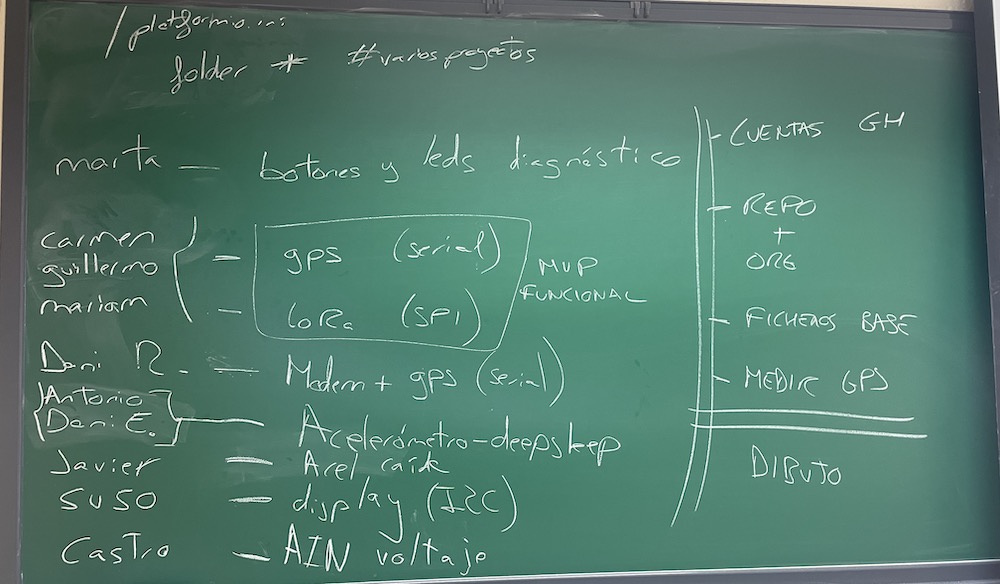 /platformio.ini
folder * #varios proyectos
marta — botones y leds diagnóstico
carmen
guillermo
mariam
- gps (serial)
- LoRa (SPI)
MVP
FUNCIONAL
Dani R. — Modem + gps (serial)
Antonio
Dani E. — Acelerómetro-deepsleep
Javier — Acel caída
SUSO — display (I2C)
Castro — AIN voltaje
- CUENTAS GH
- REPO
+
ORG
- FICHEROS BASE
- MEDIR GPS
DIBUJO